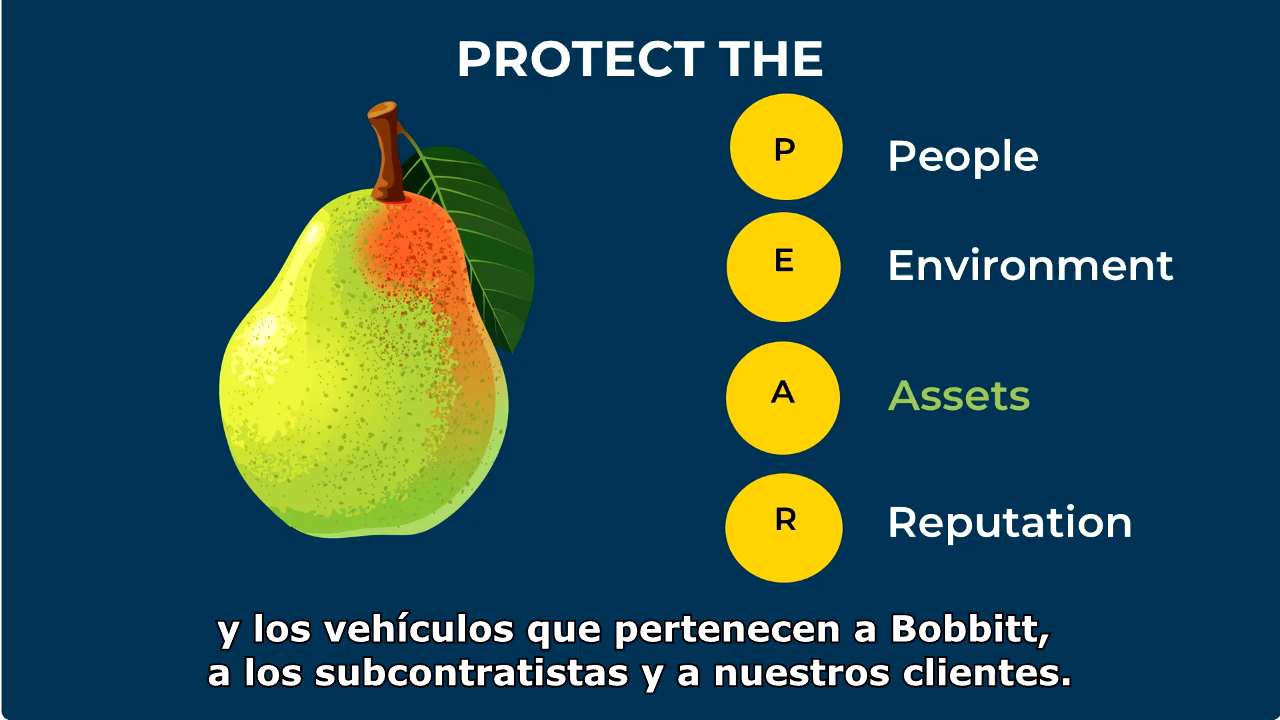 PROTECT THE
P People
E Environment
A Assets
R Reputation
y los vehículos que pertenecen a Bobbitt,
a los subcontratistas y a nuestros clientes.